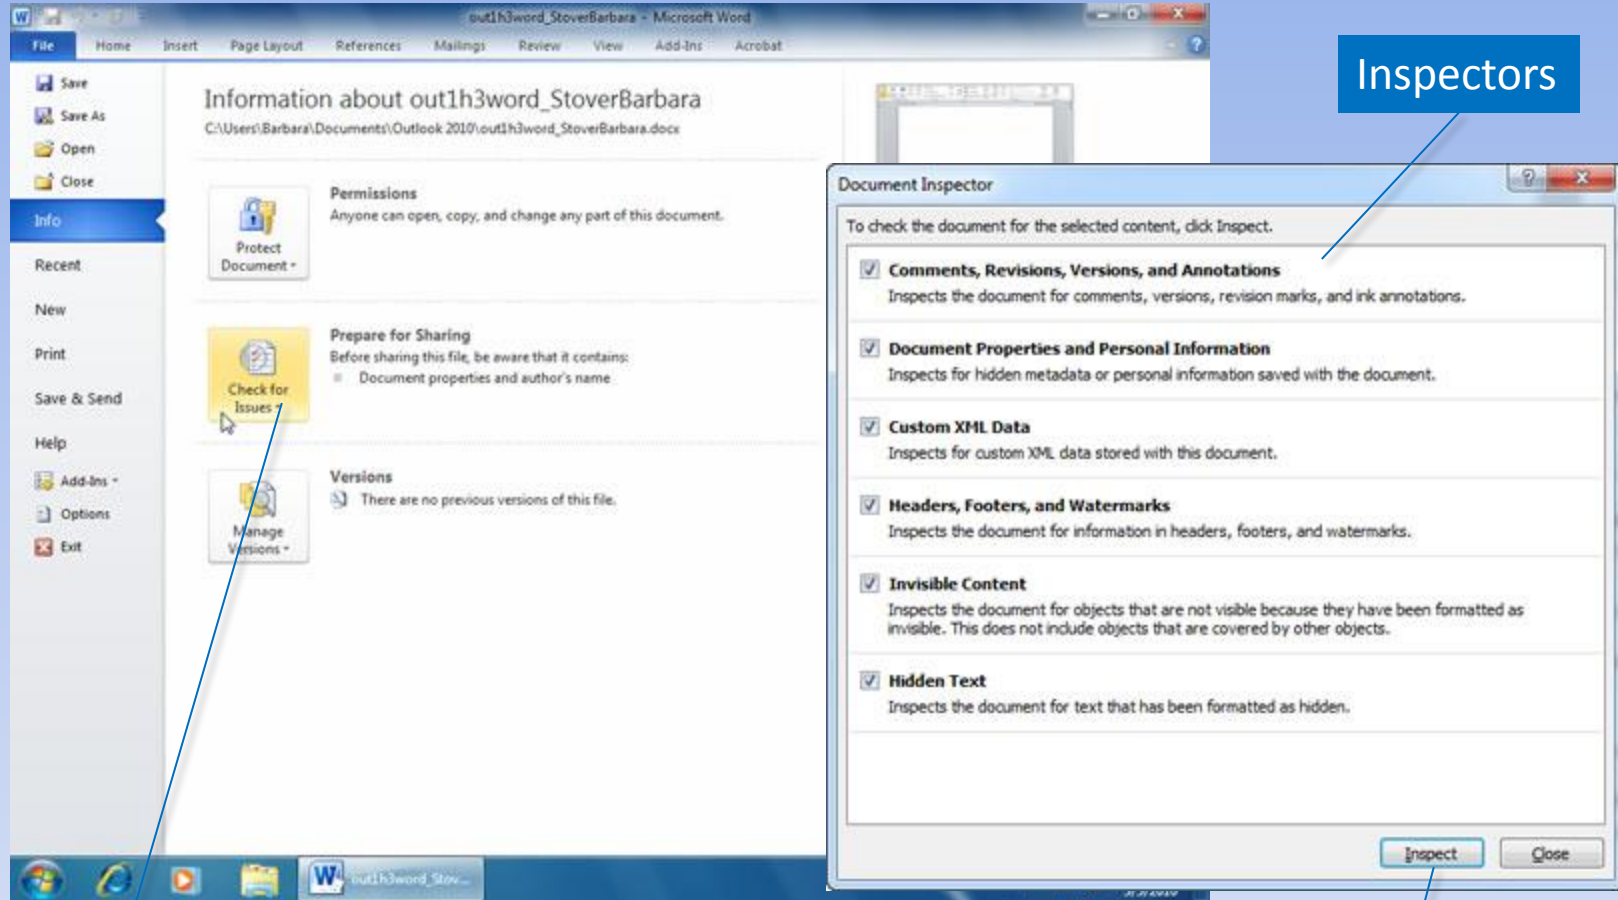 out1h3word_StoverBarbara - Microsoft Word
File Home Insert Page Layout References Mailings Review View Add-Ins Acrobat
Inspectors
Save
Save As
Open
Close
Info
Recent
New
Print
Save & Send
Help
Add-Ins
Options
Exit
Information about out1h3word_StoverBarbara
C:\Users\Barbara\Documents\Outlook 2010\out1h3word_StoverBarbara.docx
Protect
Document
Permissions
Anyone can open, copy, and change any part of this document.
Check for
Issues
Prepare for Sharing
Before sharing this file, be aware that it contains:
Document properties and author's name
Manage
Versions
Versions
There are no previous versions of this file.
Document Inspector
To check the document for the selected content, click Inspect.
Comments, Revisions, Versions, and Annotations
Inspects the document for comments, versions, revision marks, and ink annotations.
Document Properties and Personal Information
Inspects for hidden metadata or personal information saved with the document.
Custom XML Data
Inspects for custom XML data stored with this document.
Headers, Footers, and Watermarks
Inspects the document for information in headers, footers, and watermarks.
Invisible Content
Inspects the document for objects that are not visible because they have been formatted as
invisible. This does not include objects that are covered by other objects.
Hidden Text
Inspects the document for text that has been formatted as hidden.
Inspect Close
out1h3word_Stov...